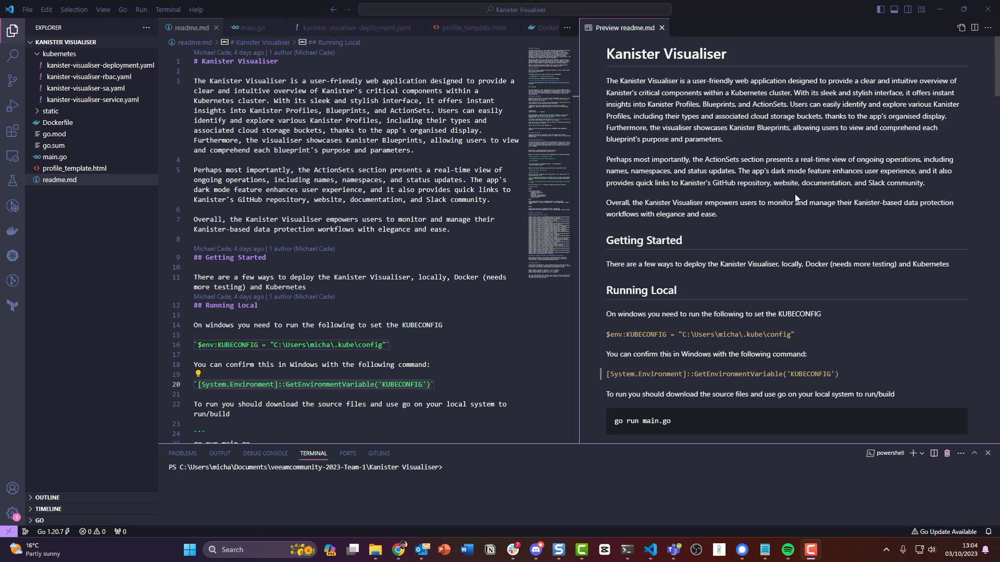 File Edit Selection View Go Run Terminal Help
Kanister Visualiser
EXPLORER
KANISTER VISUALISER
kubernetes
! kanister-visualiser-deployment.yaml
! kanister-visualiser-rbac.yaml
! kanister-visualiser-sa.yaml
! kanister-visualiser-service.yaml
static
Dockerfile
go.mod
go.sum
main.go
profile_template.html
readme.md
OUTLINE
TIMELINE
GO
readme.md
main.go
! kanister-visualiser-deployment.yaml
profile_template.html
Docker
readme.md > # Kanister Visualiser > ## Running Local
Michael Cade, 4 days ago | 1 author (Michael Cade)
1 # Kanister Visualiser
2
3 The Kanister Visualiser is a user-friendly web application designed to provide a
clear and intuitive overview of Kanister's critical components within a
Kubernetes cluster. With its sleek and stylish interface, it offers instant
insights into Kanister Profiles, Blueprints, and ActionSets. Users can easily
identify and explore various Kanister Profiles, including their types and
associated cloud storage buckets, thanks to the app's organised display.
Furthermore, the visualiser showcases Kanister Blueprints, allowing users to view
and comprehend each blueprint's purpose and parameters.
4
5 Perhaps most importantly, the ActionSets section presents a real-time view of
ongoing operations, including names, namespaces, and status updates. The app's
dark mode feature enhances user experience, and it also provides quick links to
Kanister's GitHub repository, website, documentation, and Slack community.
6
7 Overall, the Kanister Visualiser empowers users to monitor and manage their
Kanister-based data protection workflows with elegance and ease.
8
Michael Cade, 4 days ago | 1 author (Michael Cade)
9 ## Getting Started
10
11 There are a few ways to deploy the Kanister Visualiser, locally, Docker (needs
more testing) and Kubernetes
Michael Cade, 4 days ago | 1 author (Michael Cade)
12 ## Running Local
13
14 On windows you need to run the following to set the KUBECONFIG
15
16 `$env:KUBECONFIG = "C:\Users\micha\.kube\config"`
17
18 You can confirm this in Windows with the following command:
19
20 `[System.Environment]::GetEnvironmentVariable('KUBECONFIG')`
21
22 To run you should download the source files and use go on your local system to
run/build
23
24 ```
25 go run main.go
Preview readme.md
Kanister Visualiser
The Kanister Visualiser is a user-friendly web application designed to provide a clear and intuitive overview of
Kanister's critical components within a Kubernetes cluster. With its sleek and stylish interface, it offers instant
insights into Kanister Profiles, Blueprints, and ActionSets. Users can easily identify and explore various Kanister
Profiles, including their types and associated cloud storage buckets, thanks to the app's organised display.
Furthermore, the visualiser showcases Kanister Blueprints, allowing users to view and comprehend each
blueprint's purpose and parameters.
Perhaps most importantly, the ActionSets section presents a real-time view of ongoing operations, including
names, namespaces, and status updates. The app's dark mode feature enhances user experience, and it also
provides quick links to Kanister's GitHub repository, website, documentation, and Slack community.
Overall, the Kanister Visualiser empowers users to monitor and manage their Kanister-based data protection
workflows with elegance and ease.
Getting Started
There are a few ways to deploy the Kanister Visualiser, locally, Docker (needs more testing) and Kubernetes
Running Local
On windows you need to run the following to set the KUBECONFIG
$env:KUBECONFIG = "C:\Users\micha\.kube\config"
You can confirm this in Windows with the following command:
[System.Environment]::GetEnvironmentVariable('KUBECONFIG')
To run you should download the source files and use go on your local system to run/build
go run main.go
PROBLEMS OUTPUT DEBUG CONSOLE TERMINAL PORTS GITLENS
powershell
PS C:\Users\micha\Documents\veeamcommunity-2023-Team-1\Kanister Visualiser>
1
Go 1.20.7
0 0
0
Go Update Available
16°C
Partly sunny
Search
PRE
7
13:04
03/10/2023